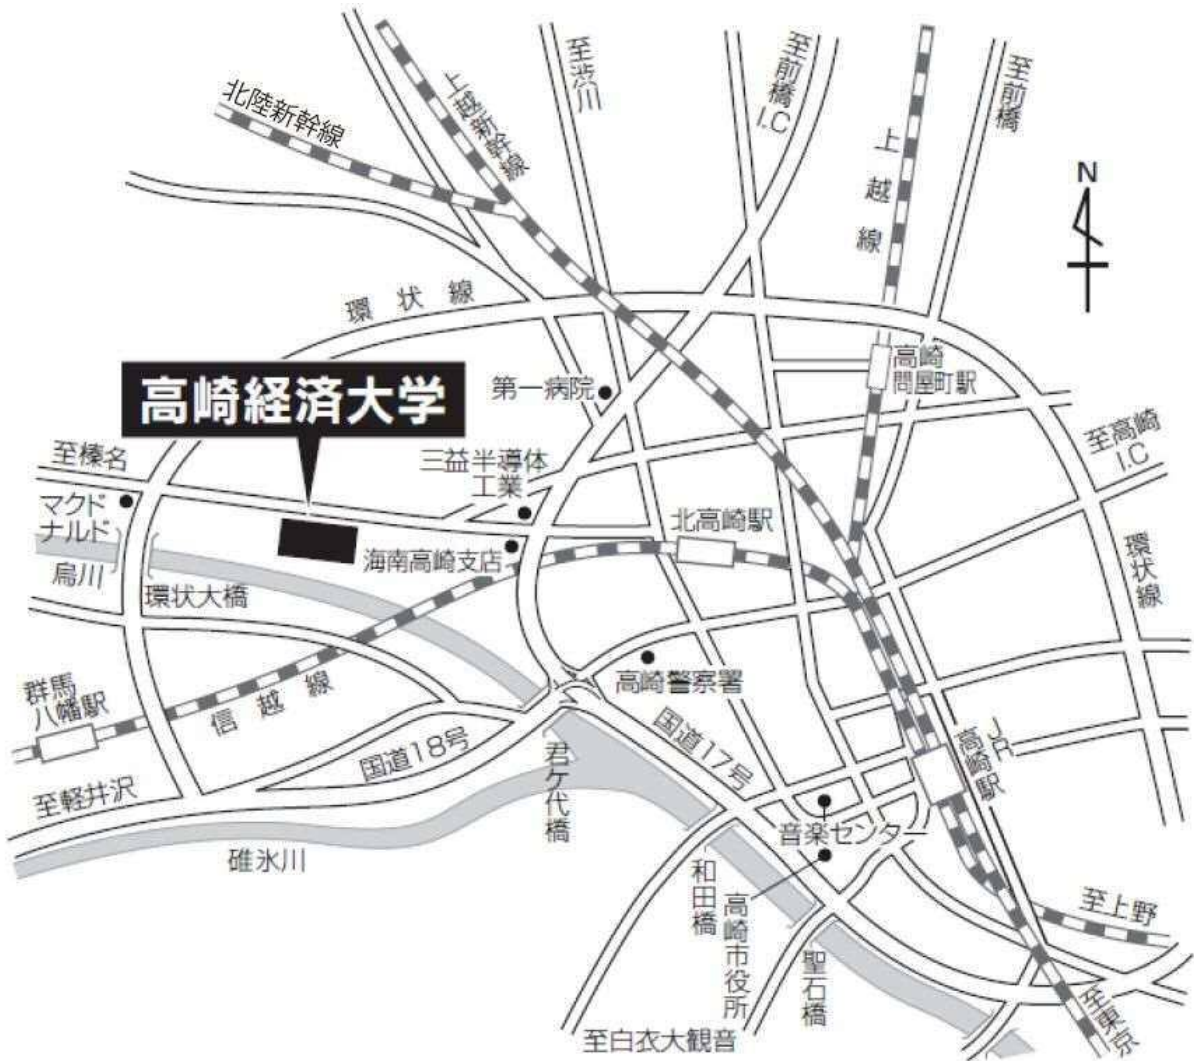 北陸新幹線
上越新幹線
至渋川
至前橋
I.C
上越線
至前橋
N
環状線
高崎
問屋町駅
第一病院
高崎経済大学
至榛名
三益半導体
工業
至高崎
I.C
マクド
ナルド
北高崎駅
海南高崎支店
烏川
環状大橋
環状線
高崎警察署
群馬
八幡駅
信越線
国道17号
国道18号
君ケ代橋
JR
高崎駅
至軽井沢
碓氷川
音楽センター
和田橋
高崎市役所
聖石橋
至上野
至白衣大観音
至東京